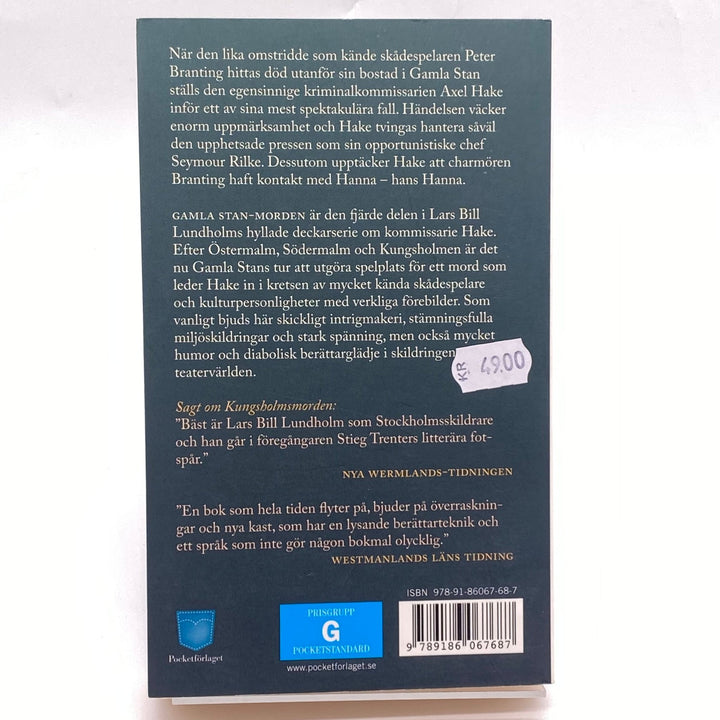 När den lika omstridde som kände skådespelaren Peter
Branting hittas död utanför sin bostad i Gamla Stan
ställs den egensinnige kriminalkommissarien Axel Hake
inför ett av sina mest spektakulära fall. Händelsen väcker
enorm uppmärksamhet och Hake tvingas hantera såväl
den upphetsade pressen som sin opportunistiske chef
Seymour Rilke. Dessutom upptäcker Hake att charmören
Branting haft kontakt med Hanna – hans Hanna.
GAMLA STAN-MORDEN är den fjärde delen i Lars Bill
Lundholms hyllade deckarserie om kommissarie Hake.
Efter Östermalm, Södermalm och Kungsholmen är det
nu Gamla Stans tur att utgöra spelplats för ett mord som
leder Hake in i kretsen av mycket kända skådespelare
och kulturpersonligheter med verkliga förebilder. Som
vanligt bjuds här skickligt intrigmakeri, stämningsfulla
miljöskildringar och stark spänning, men också mycket
humor och diabolisk berättarglädje i skildringen
teatervärlden.
KR 49.00
Sagt om Kungsholmsmorden:
"Bäst är Lars Bill Lundholm som Stockholmsskildrare
och han går i föregångaren Stieg Trenters litterära fot-
spår."
NYA WERMLANDS-TIDNINGEN
"En bok som hela tiden flyter på, bjuder på överrasknin-
gar och nya kast, som har en lysande berättarteknik och
ett språk som inte gör någon bokmal olycklig."
WESTMANLANDS LÄNS TIDNING
ISBN 978-91-86067-68-7
PRISGRUPP
G
POCKETSTANDARD
9 789186 067687
Pocketförlaget
www.pocketforlaget.se